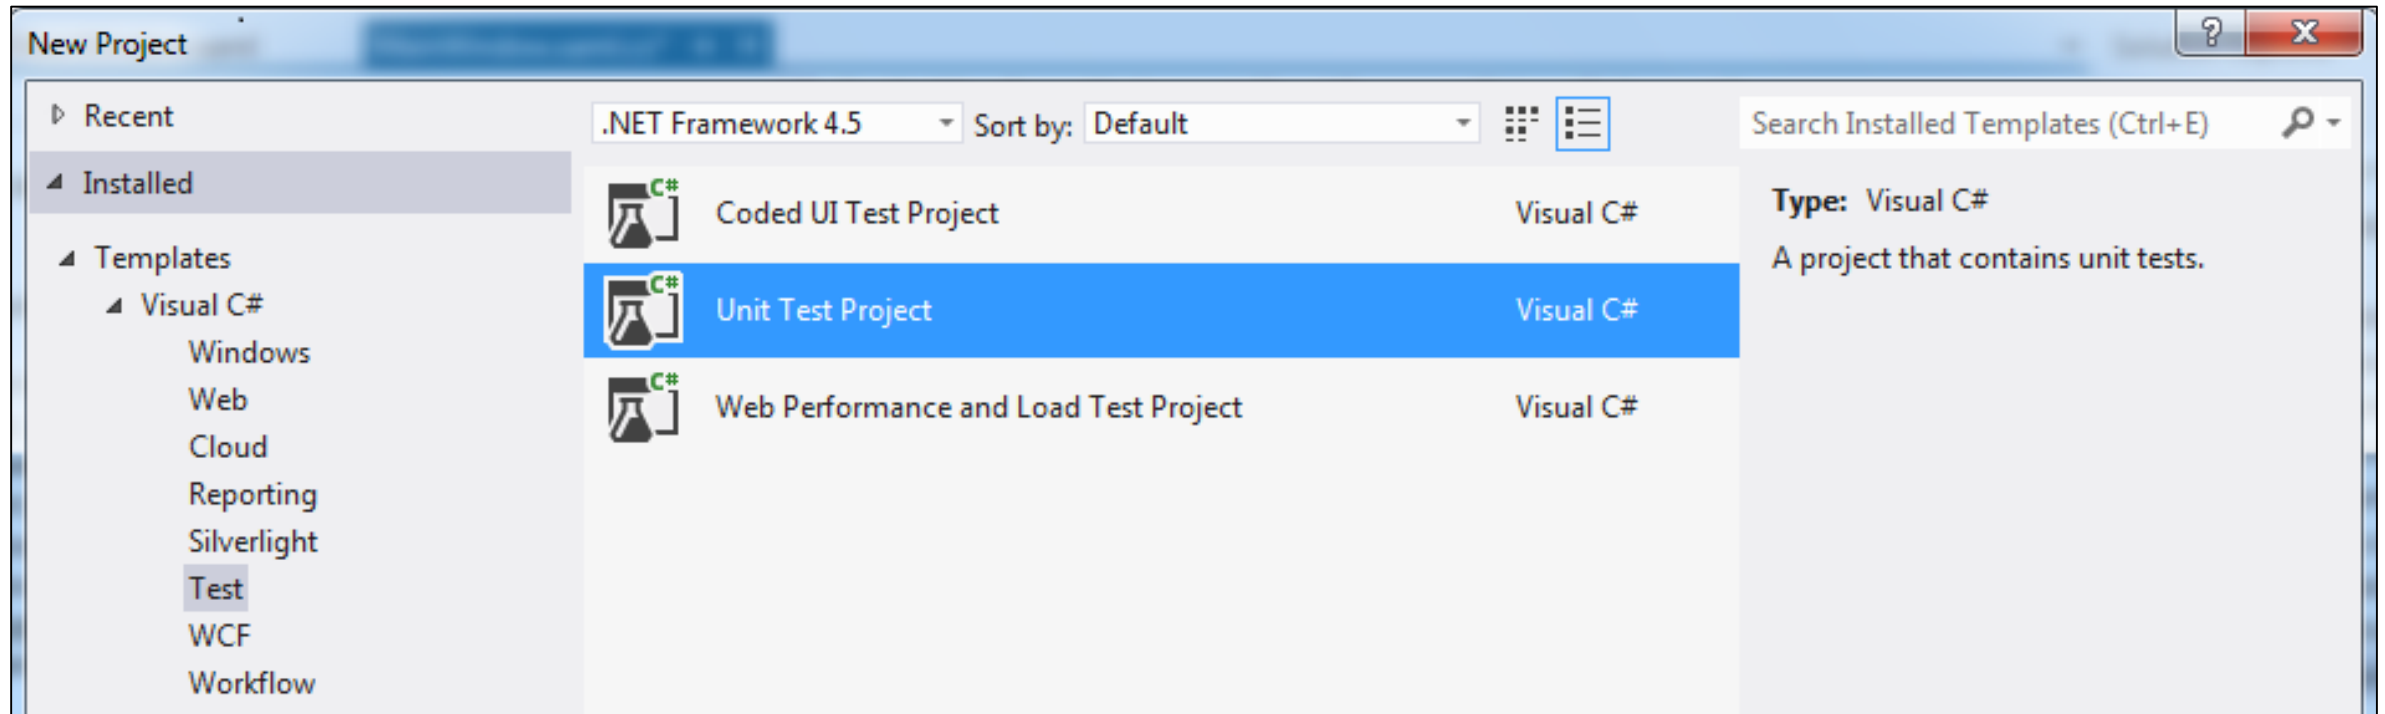 New Project
Recent
.NET Framework 4.5 Sort by: Default
Search Installed Templates (Ctrl+E)
Installed
Templates
Visual C#
Windows
Web
Cloud
Reporting
Silverlight
Test
WCF
Workflow
C#
Coded UI Test Project Visual C#
C#
Unit Test Project Visual C#
C#
Web Performance and Load Test Project Visual C#
Type: Visual C#
A project that contains unit tests.